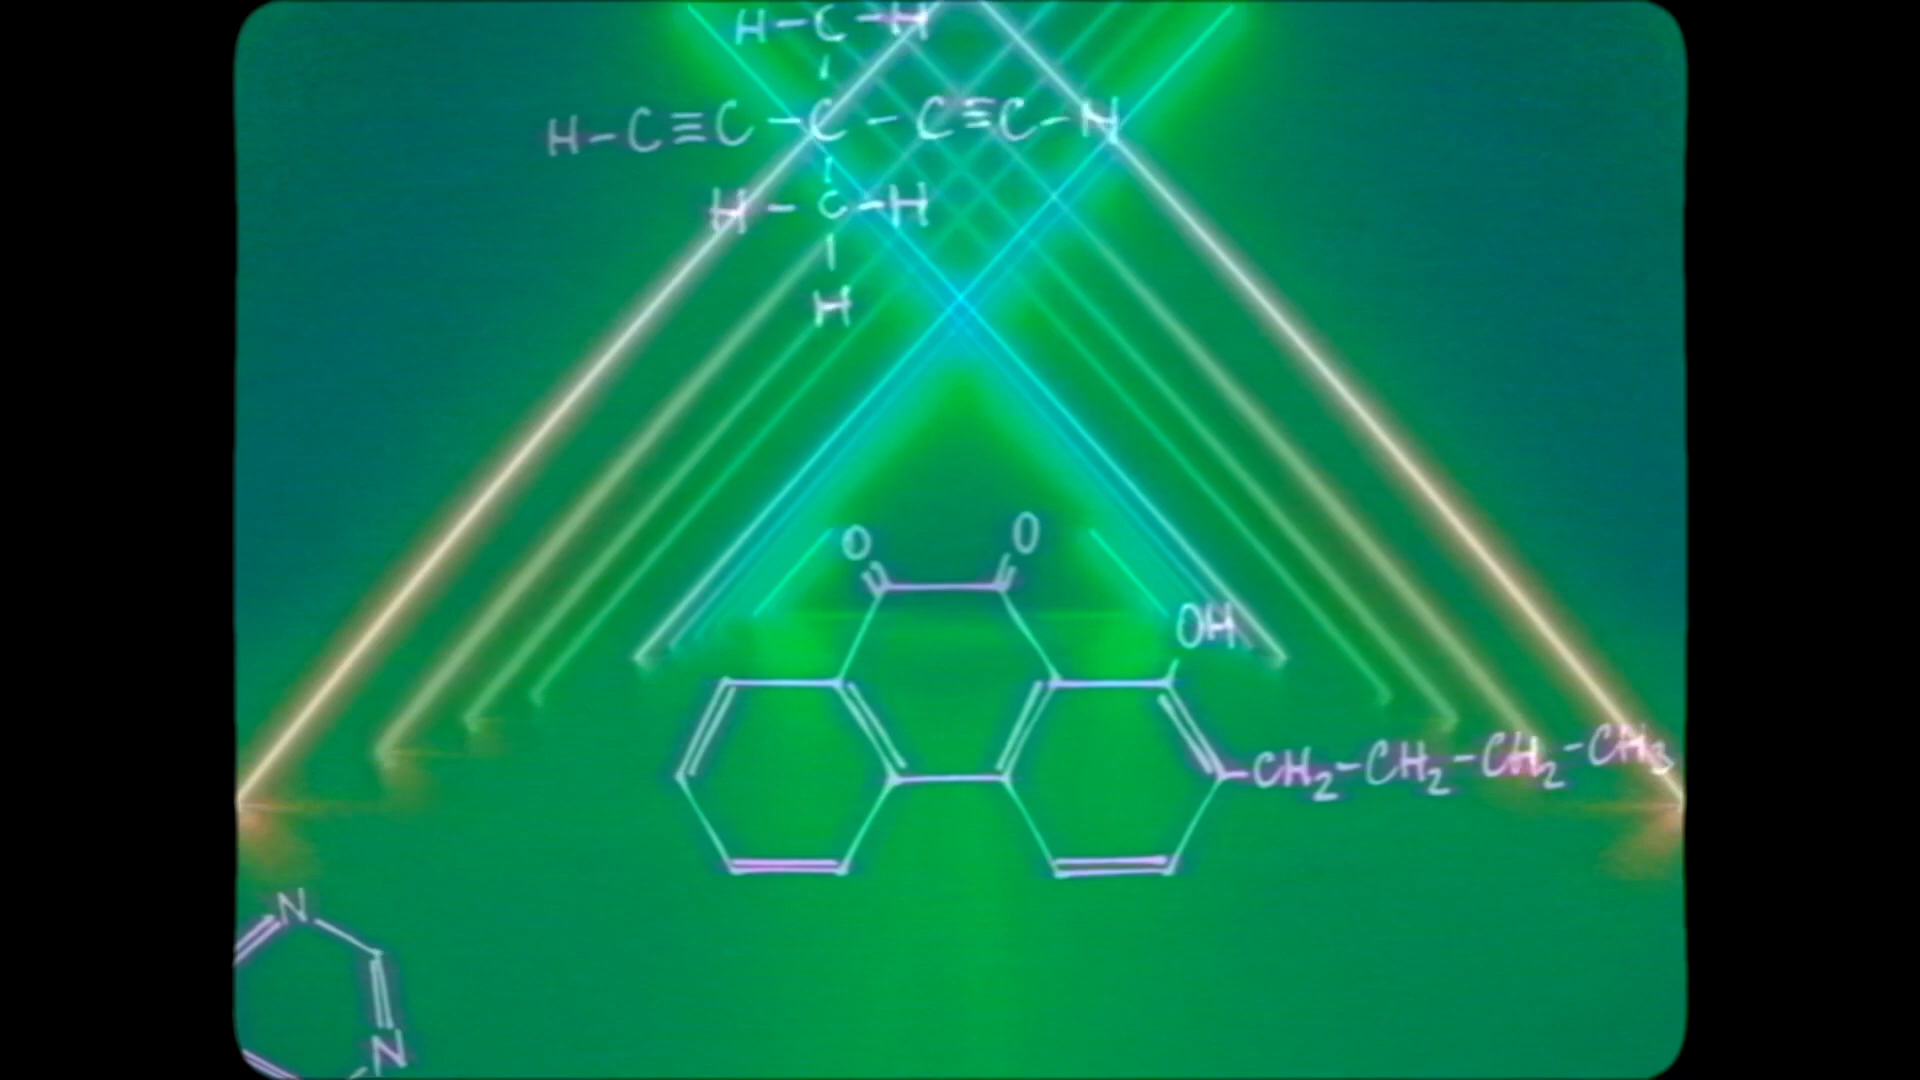 H-C-H
H-C≡C-C-C≡C-H
H-C-H
H
O O
OH
CH₂-CH₂-CH₂-CH₃
N
N